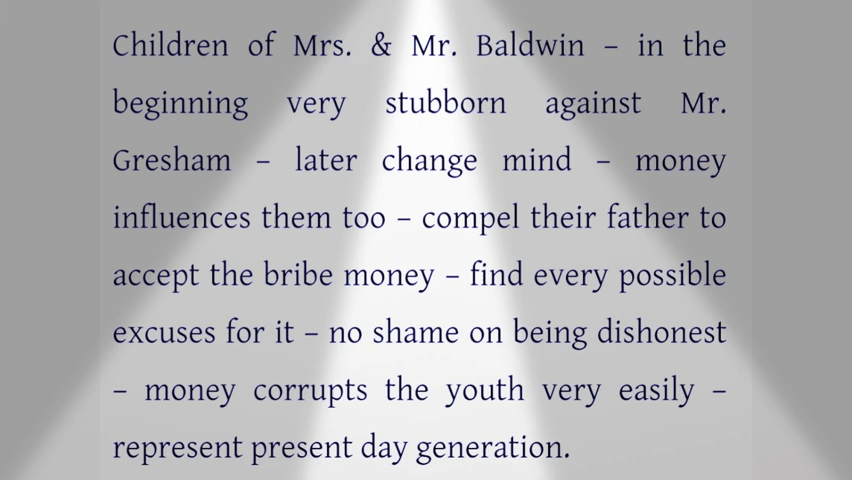 Children of Mrs. & Mr. Baldwin – in the
beginning very stubborn against Mr.
Gresham – later change mind – money
influences them too – compel their father to
accept the bribe money – find every possible
excuses for it – no shame on being dishonest
– money corrupts the youth very easily –
represent present day generation.